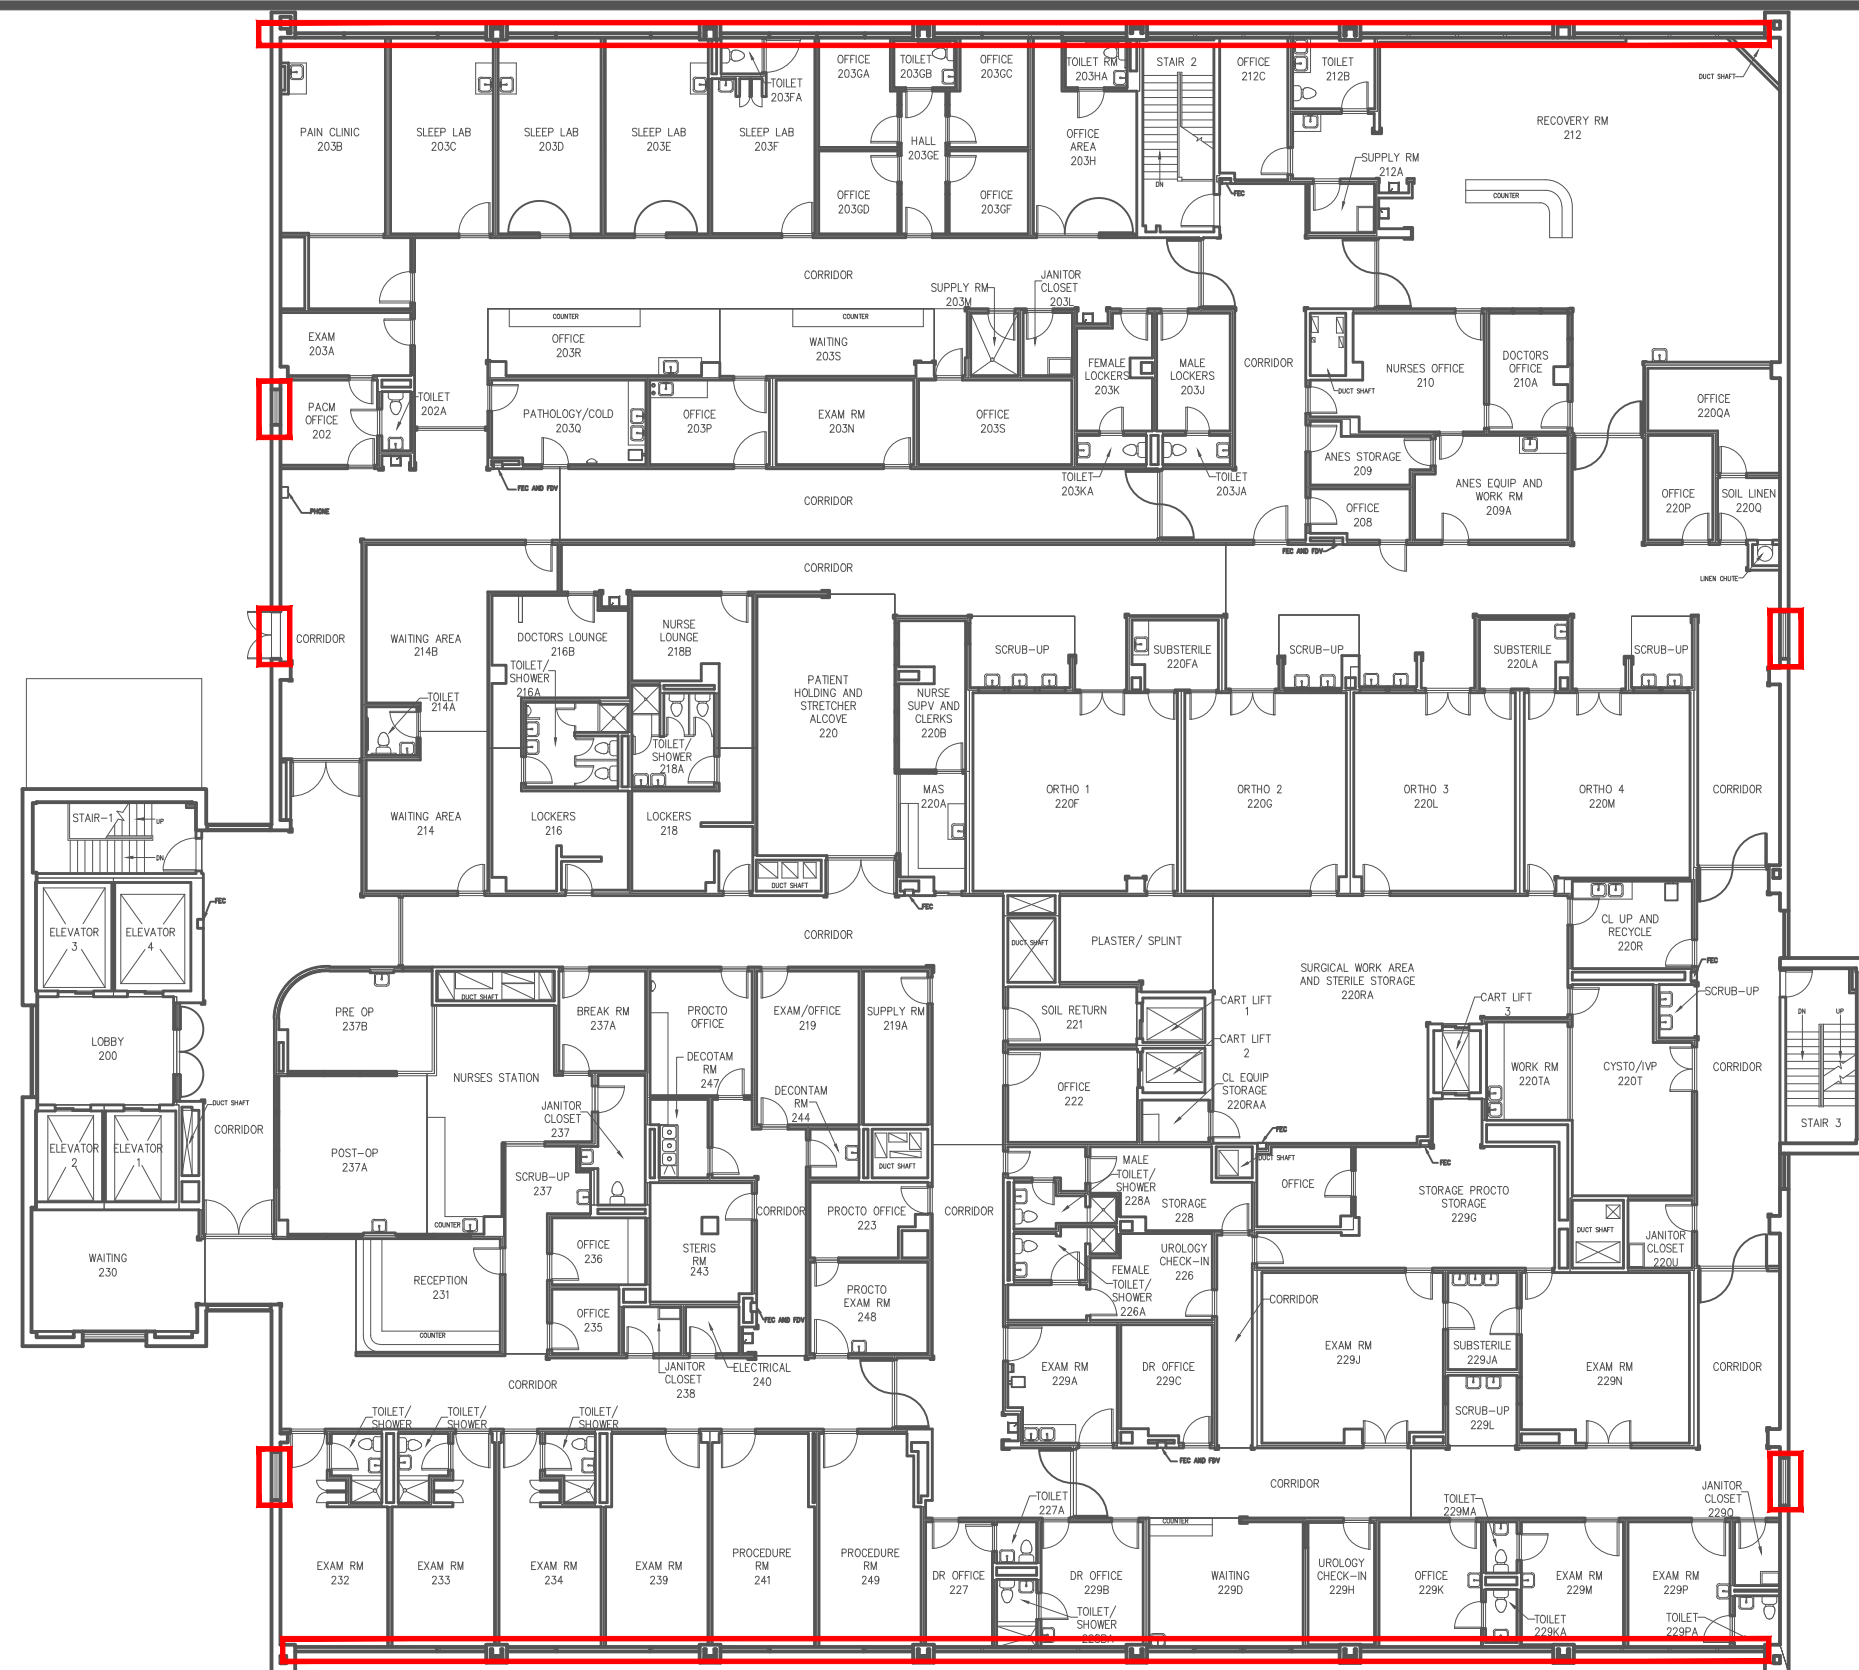 PAIN CLINIC
203B
SLEEP LAB
203C
SLEEP LAB
203D
SLEEP LAB
203E
SLEEP LAB
203F
TOILET
203FA
OFFICE
203GA
TOILET
203GB
OFFICE
203GC
HALL
203GE
OFFICE
203GD
OFFICE
203GF
TOILET RM
203HA
OFFICE
AREA
203H
STAIR 2
DN
OFFICE
212C
TOILET
212B
DUCT SHAFT
RECOVERY RM
212
SUPPLY RM
212A
FEC
COUNTER
CORRIDOR
EXAM
203A
COUNTER
OFFICE
203R
COUNTER
WAITING
203S
SUPPLY RM
203M
JANITOR
CLOSET
203L
FEMALE
LOCKERS
203K
MALE
LOCKERS
203J
CORRIDOR
DUCT SHAFT
NURSES OFFICE
210
DOCTORS
OFFICE
210A
PACM
OFFICE
202
TOILET
202A
PATHOLOGY/COLD
203Q
OFFICE
203P
EXAM RM
203N
OFFICE
203S
TOILET
203KA
TOILET
203JA
ANES STORAGE
209
ANES EQUIP AND
WORK RM
209A
OFFICE
208
OFFICE
220QA
OFFICE
220P
SOIL LINEN
220Q
PHONE
FEC AND FDV
CORRIDOR
FEC AND FDV
LINEN CHUTE
CORRIDOR
CORRIDOR
WAITING AREA
214B
TOILET
214A
WAITING AREA
214
DOCTORS LOUNGE
216B
TOILET/
SHOWER
216A
LOCKERS
216
NURSE
LOUNGE
218B
TOILET/
SHOWER
218A
LOCKERS
218
PATIENT
HOLDING AND
STRETCHER
ALCOVE
220
DUCT SHAFT
NURSE
SUPV AND
CLERKS
220B
MAS
220A
FEC
SCRUB-UP
SUBSTERILE
220FA
SCRUB-UP
SUBSTERILE
220LA
SCRUB-UP
ORTHO 1
220F
ORTHO 2
220G
ORTHO 3
220L
ORTHO 4
220M
CORRIDOR
STAIR-1
UP
DN
FEC
ELEVATOR
3
ELEVATOR
4
LOBBY
200
ELEVATOR
2
ELEVATOR
1
DUCT SHAFT
CORRIDOR
WAITING
230
CORRIDOR
PRE OP
237B
DUCT SHAFT
NURSES STATION
POST-OP
237A
COUNTER
BREAK RM
237A
JANITOR
CLOSET
237
SCRUB-UP
237
PROCTO
OFFICE
DECOTAM
RM
247
EXAM/OFFICE
219
DECONTAM
RM
244
SUPPLY RM
219A
DUCT SHAFT
DUCT SHAFT
PLASTER/ SPLINT
SOIL RETURN
221
CART LIFT
1
CART LIFT
2
OFFICE
222
CL EQUIP
STORAGE
220RAA
SURGICAL WORK AREA
AND STERILE STORAGE
220RA
CL UP AND
RECYCLE
220R
FEC
SCRUB-UP
CART LIFT
3
WORK RM
220TA
CYSTO/IVP
220T
CORRIDOR
DN
UP
STAIR 3
RECEPTION
231
COUNTER
OFFICE
236
OFFICE
235
STERIS
RM
243
CORRIDOR
PROCTO OFFICE
223
PROCTO
EXAM RM
248
FEC AND FDV
JANITOR
CLOSET
238
ELECTRICAL
240
CORRIDOR
MALE
TOILET/
SHOWER
228A
STORAGE
228
DUCT SHAFT
FEC
FEC
OFFICE
STORAGE PROCTO
STORAGE
229G
DUCT SHAFT
JANITOR
CLOSET
220U
FEMALE
TOILET/
SHOWER
226A
UROLOGY
CHECK-IN
226
CORRIDOR
EXAM RM
229A
DR OFFICE
229C
FEC AND FDV
EXAM RM
229J
SUBSTERILE
229JA
SCRUB-UP
229L
EXAM RM
229N
CORRIDOR
CORRIDOR
TOILET/
SHOWER
TOILET/
SHOWER
TOILET/
SHOWER
EXAM RM
232
EXAM RM
233
EXAM RM
234
EXAM RM
239
PROCEDURE
RM
241
PROCEDURE
RM
249
CORRIDOR
TOILET
227A
DR OFFICE
227
DR OFFICE
229B
TOILET/
SHOWER
COUNTER
WAITING
229D
UROLOGY
CHECK-IN
229H
OFFICE
229K
TOILET
229MA
TOILET
229KA
EXAM RM
229M
EXAM RM
229P
TOILET
229PA
JANITOR
CLOSET
229Q